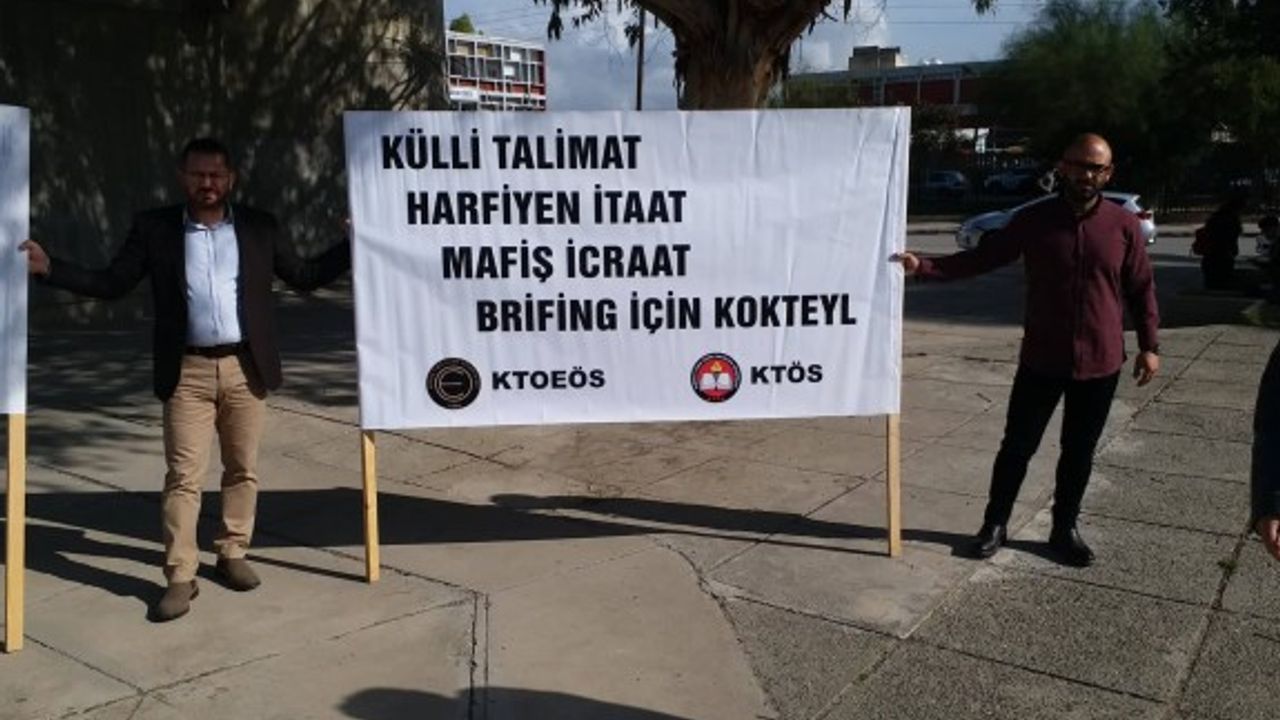 KÜLLİ TALİMAT
HARFİYEN İTAAT
MAFİŞ İCRAAT
BRİFİNG İÇİN KOKTEYL
KTOEÖS
KTÖS